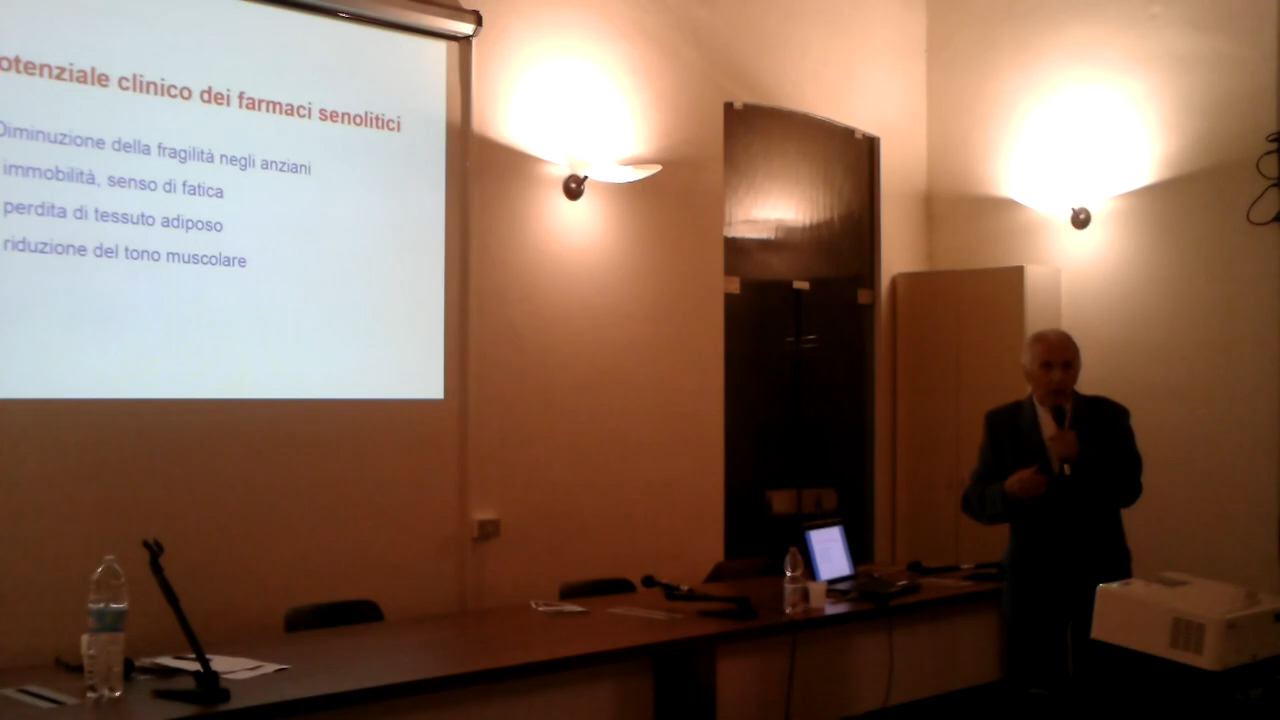 otenziale clinico dei farmaci senolitici
Diminuzione della fragilità negli anziani
immobilità, senso di fatica
perdita di tessuto adiposo
riduzione del tono muscolare